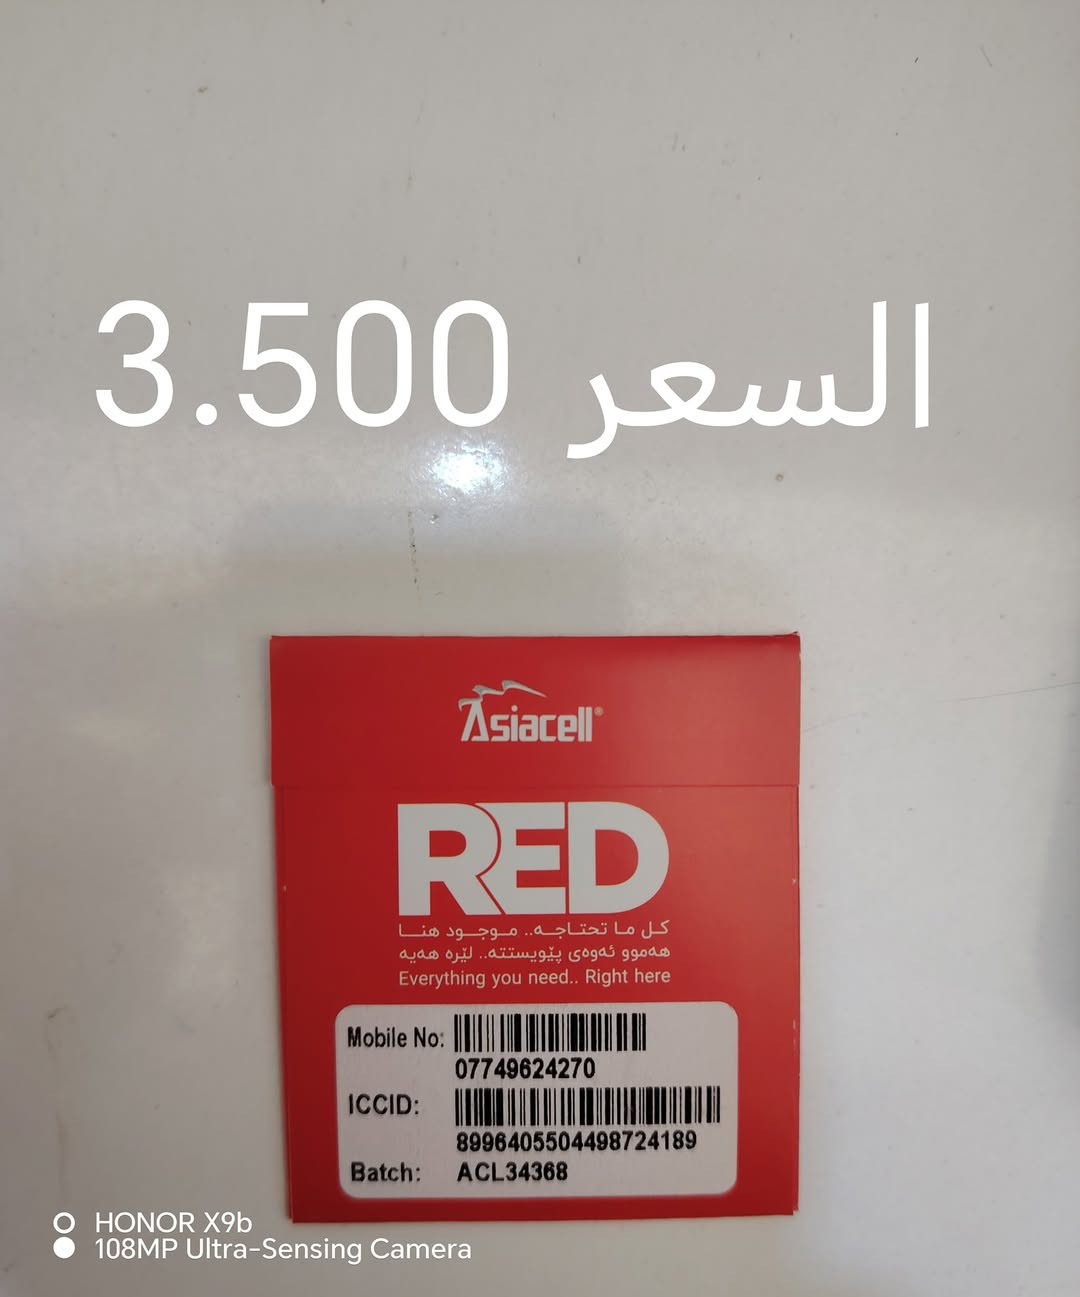 السعر 3.500
Asiacell®
RED
كل ما تحتاجه.. موجود هنا
هەموو ئەوەی پێویستتە.. لێرە هەیە
Everything you need.. Right here
Mobile No:
07749624270
ICCID:
8996405504498724189
Batch: ACL34368
HONOR X9b
108MP Ultra-Sensing Camera